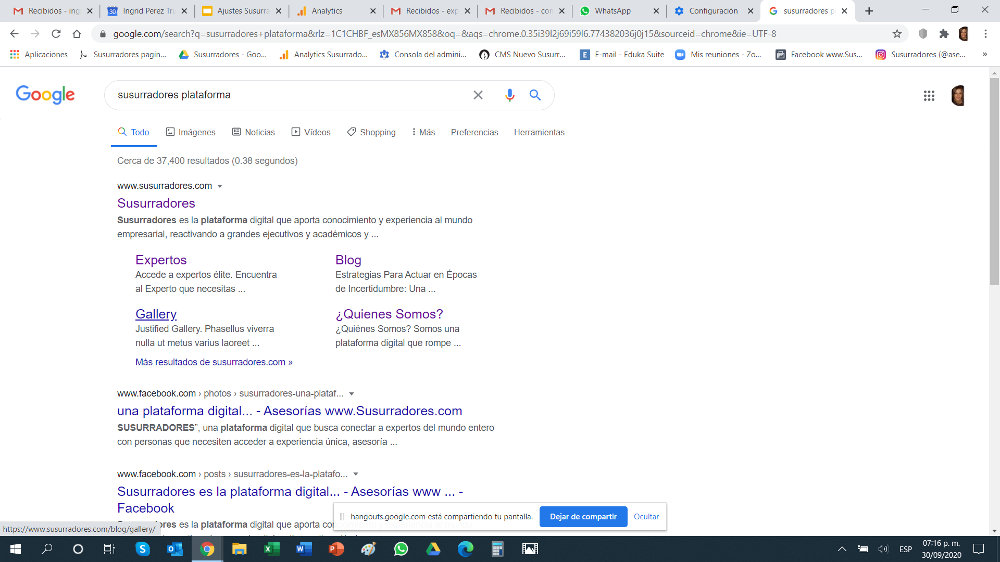 Recibidos - ing
Ingrid Perez Tru
Ajustes Susurra
Analytics
Recibidos - exp
Recibidos - con
WhatsApp
Configuración
susurradores p
google.com/search?q=susurradores+plataforma&rlz=1C1CHBF_esMX856MX858&oq=&aqs=chrome.0.35i39l2j69i59l6.774382036j0j15&sourceid=chrome&ie=UTF-8
Aplicaciones
Susurradores pagin...
Susurradores - Goo...
Analytics Susurrado...
Consola del admini...
CMS Nuevo Susurr...
E-mail - Eduka Suite
Mis reuniones - Zo...
Facebook www.Sus...
Susurradores (@ase...
»
Google
susurradores plataforma
Todo
Imágenes
Noticias
Vídeos
Shopping
Más
Preferencias
Herramientas
Cerca de 37,400 resultados (0.38 segundos)
www.susurradores.com
Susurradores
Susurradores es la plataforma digital que aporta conocimiento y experiencia al mundo
empresarial, reactivando a grandes ejecutivos y académicos y ...
Expertos
Accede a expertos élite. Encuentra
al Experto que necesitas ...
Blog
Estrategias Para Actuar en Épocas
de Incertidumbre: Una ...
Gallery
Justified Gallery. Phasellus viverra
nulla ut metus varius laoreet ...
¿Quienes Somos?
¿Quiénes Somos? Somos una
plataforma digital que rompe ...
Más resultados de susurradores.com »
www.facebook.com › photos › susurradores-una-plataf...
una plataforma digital... - Asesorías www.Susurradores.com
SUSURRADORES”, una plataforma digital que busca conectar a expertos del mundo entero
con personas que necesiten acceder a experiencia única, asesoría ...
www.facebook.com › posts › susurradores-es-la-platafo...
Susurradores es la plataforma digital... - Asesorías www ... -
Facebook
es la plataforma digital que aporta conocimiento y experiencia al mundo
hangouts.google.com está compartiendo tu pantalla.
Dejar de compartir
Ocultar
https://www.susurradores.com/blog/gallery/
ESP
07:16 p. m.
30/09/2020